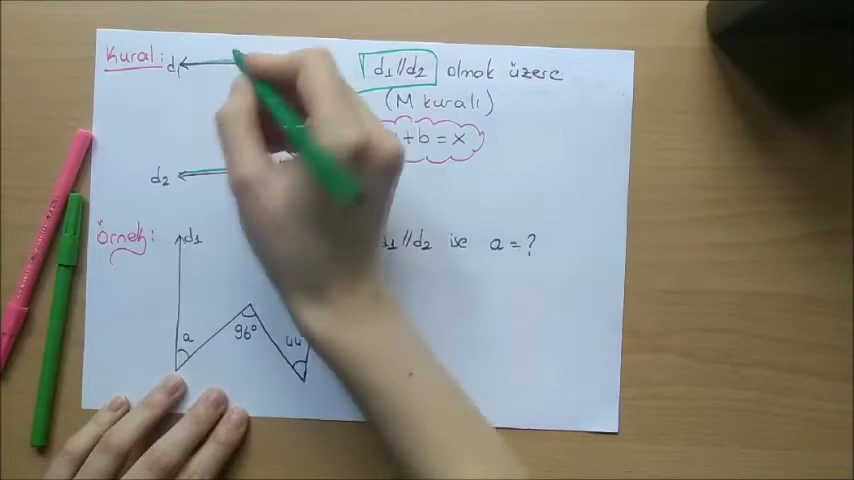 Kural: d1 d1//d2 olmak üzere
(M kuralı)
+b=x
d2
Örnek: d1 d1//d2 ise a=?
a 96° 44